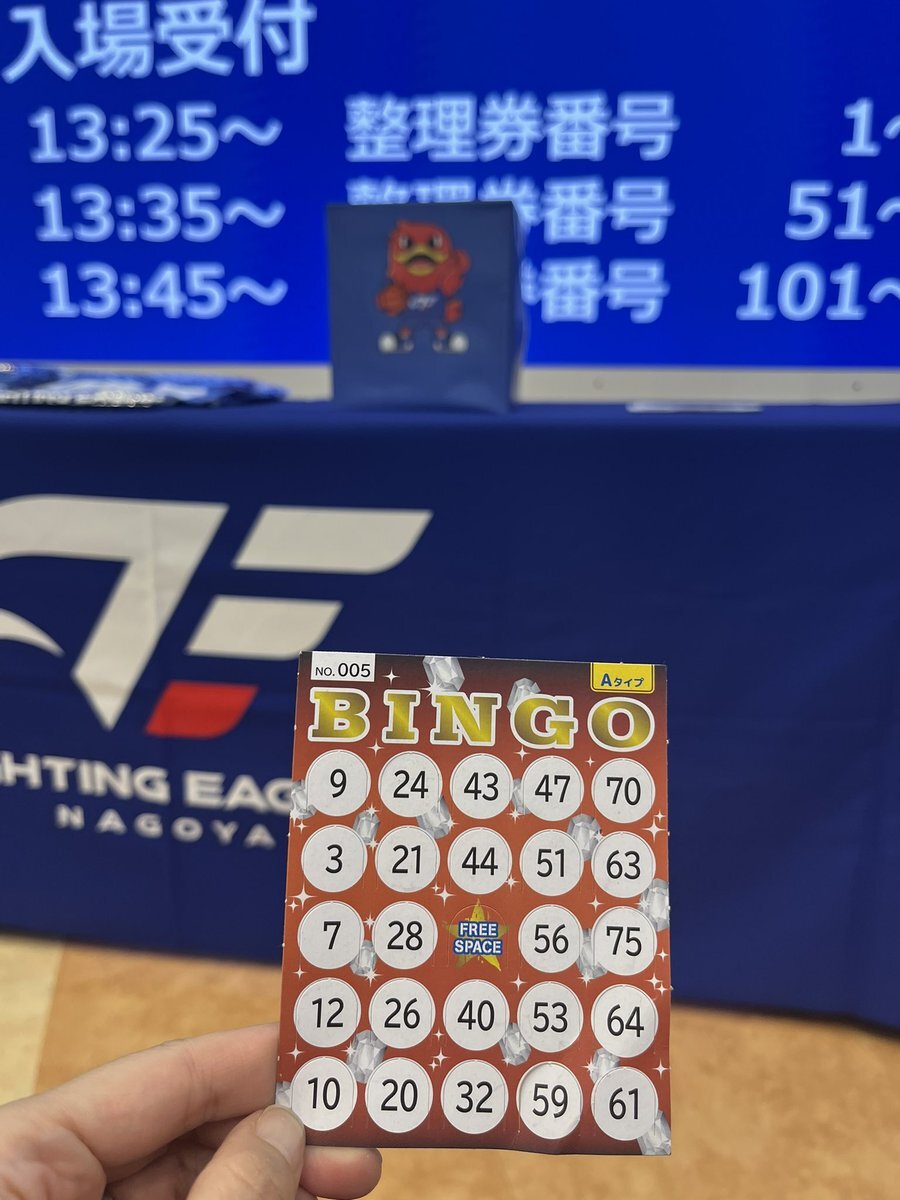 入場受付
13:25～ 整理券番号 1～
13:35～ 整理券番号 51～
13:45～ 番号 101～
HTING EAG
NAGOYA
NO. 005
Aタイプ
BINGO
9 24 43 47 70
3 21 44 51 63
7 28 FREE SPACE 56 75
12 26 40 53 64
10 20 32 59 61